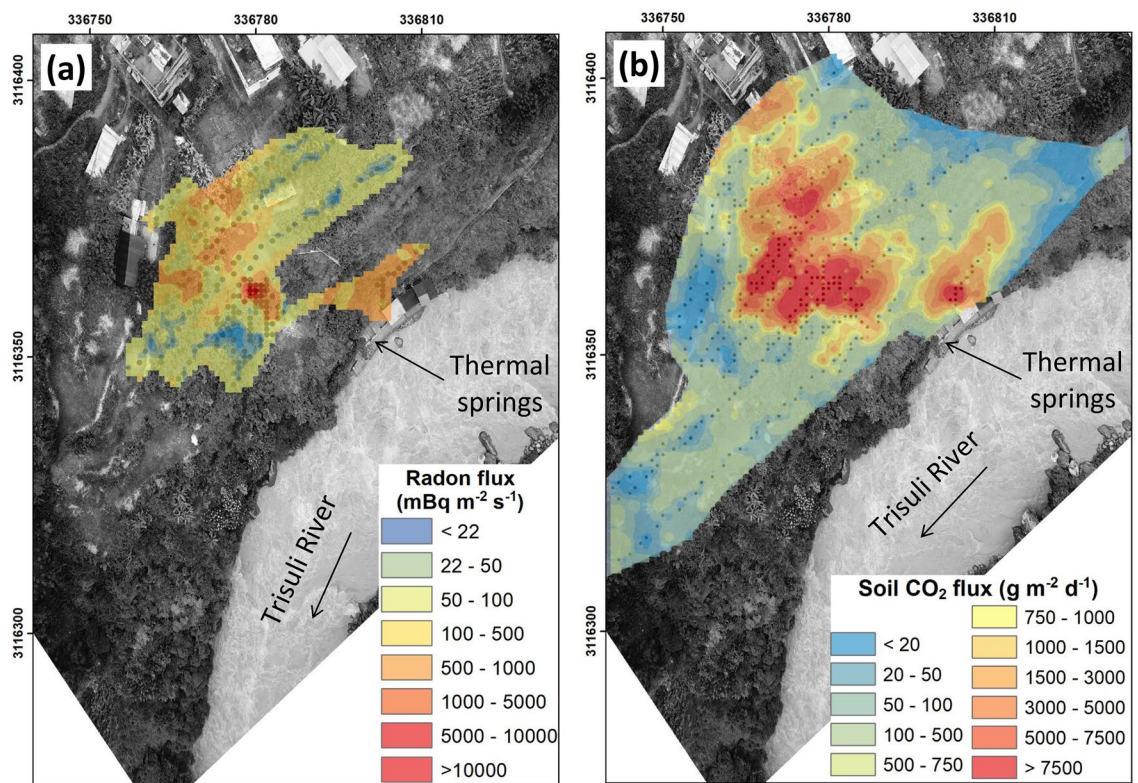 336750 336780 336810
(a)
3116400
3116350
3116300
Thermal
springs
Trisuli River
Radon flux
(mBq m⁻² s⁻¹)
< 22
22 - 50
50 - 100
100 - 500
500 - 1000
1000 - 5000
5000 - 10000
>10000
336750 336780 336810
(b)
3116400
3116350
3116300
Thermal
springs
Trisuli River
Soil CO₂ flux (g m⁻² d⁻¹)
< 20
20 - 50
50 - 100
100 - 500
500 - 750
750 - 1000
1000 - 1500
1500 - 3000
3000 - 5000
5000 - 7500
> 7500